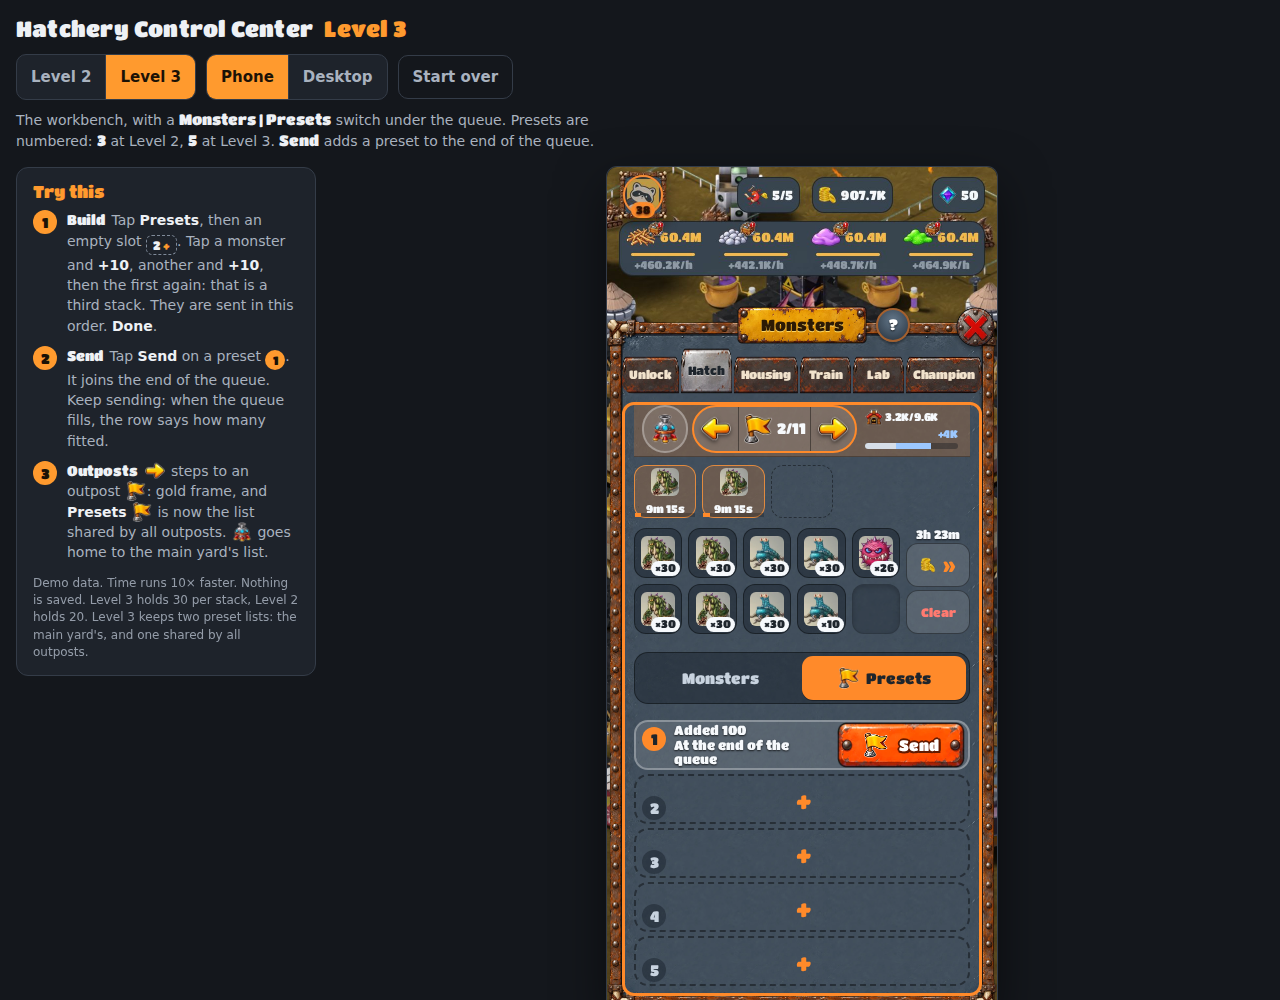 Hatchery Control Center Level 3
Level 2
Level 3
Phone
Desktop
Start over
The workbench, with a Monsters|Presets switch under the queue. Presets are
numbered: 3 at Level 2, 5 at Level 3. Send adds a preset to the end of the queue.
Try this
1 Build Tap Presets, then an
empty slot 2+. Tap a monster
and +10, another and +10,
then the first again: that is a
third stack. They are sent in this
order. Done.
2 Send Tap Send on a preset 1.
It joins the end of the queue.
Keep sending: when the queue
fills, the row says how many
fitted.
3 Outposts steps to an
outpost : gold frame, and
Presets is now the list
shared by all outposts. goes
home to the main yard's list.
Demo data. Time runs 10× faster. Nothing
is saved. Level 3 holds 30 per stack, Level 2
holds 20. Level 3 keeps two preset lists: the
main yard's, and one shared by all
outposts.
30
5/5
907.7K
50
60.4M
60.4M
60.4M
60.4M
+460.2K/h
+442.1K/h
+448.7K/h
+464.9K/h
Monsters
?
Unlock
Hatch
Housing
Train
Lab
Champion
2/11
3.2K/9.6K
+4K
9m 15s
9m 15s
3h 23m
×30
×30
×30
×30
×26
»
×30
×30
×30
×10
Clear
Monsters
Presets
1
Added 100
At the end of the
queue
Send
2 +
3 +
4 +
5 +